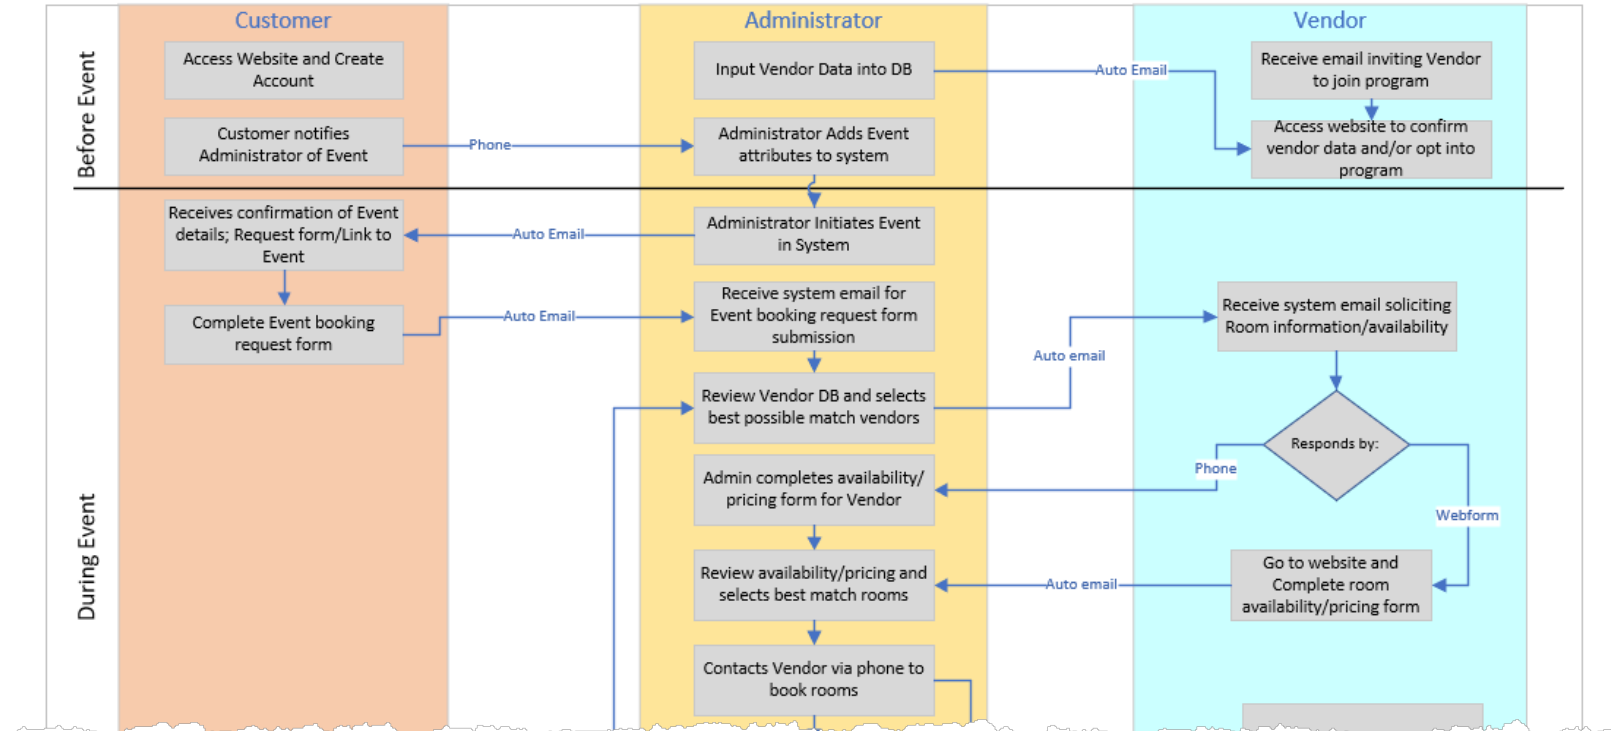 Customer
Administrator
Vendor
Before Event
Access Website and Create
Account
Input Vendor Data into DB
Auto Email
Receive email inviting Vendor
to join program
Customer notifies
Administrator of Event
Phone
Administrator Adds Event
attributes to system
Access website to confirm
vendor data and/or opt into
program
During Event
Receives confirmation of Event
details; Request form/Link to
Event
Auto Email
Administrator Initiates Event
in System
Complete Event booking
request form
Auto Email
Receive system email for
Event booking request form
submission
Receive system email soliciting
Room information/availability
Auto email
Review Vendor DB and selects
best possible match vendors
Responds by:
Phone
Webform
Admin completes availability/
pricing form for Vendor
Review availability/pricing and
selects best match rooms
Auto email
Go to website and
Complete room
availability/pricing form
Contacts Vendor via phone to
book rooms